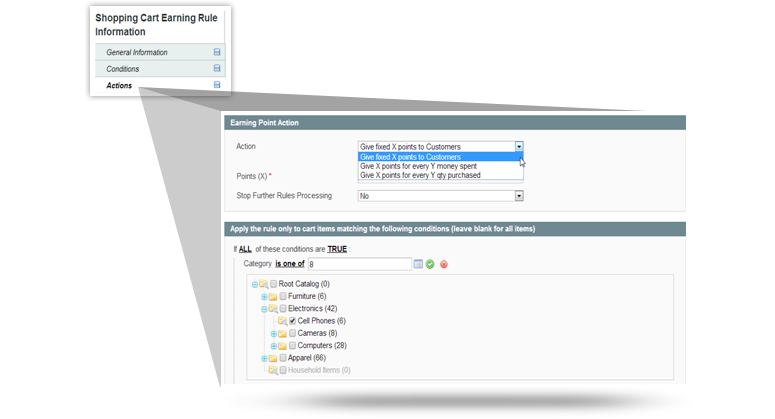 Shopping Cart Earning Rule
Information
General Information
Conditions
Actions
Earning Point Action
Action
Give fixed X points to Customers
Give fixed X points to Customers
Give X points for every Y money spent
Give X points for every Y qty purchased
Points (X) *
Stop Further Rules Processing
No
Apply the rule only to cart items matching the following conditions (leave blank for all items)
If ALL of these conditions are TRUE :
Category is one of 8
Root Catalog (0)
Furniture (6)
Electronics (42)
Cell Phones (6)
Cameras (8)
Computers (28)
Apparel (66)
Household Items (0)